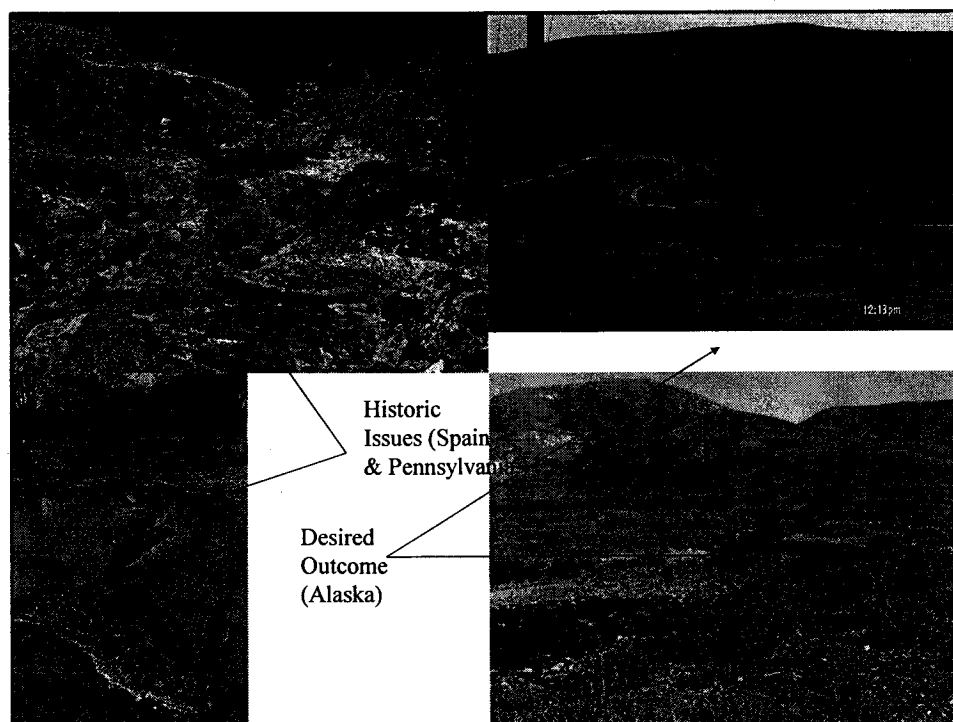 12:13pm
Historic
Issues (Spain
& Pennsylvan
Desired
Outcome
(Alaska)